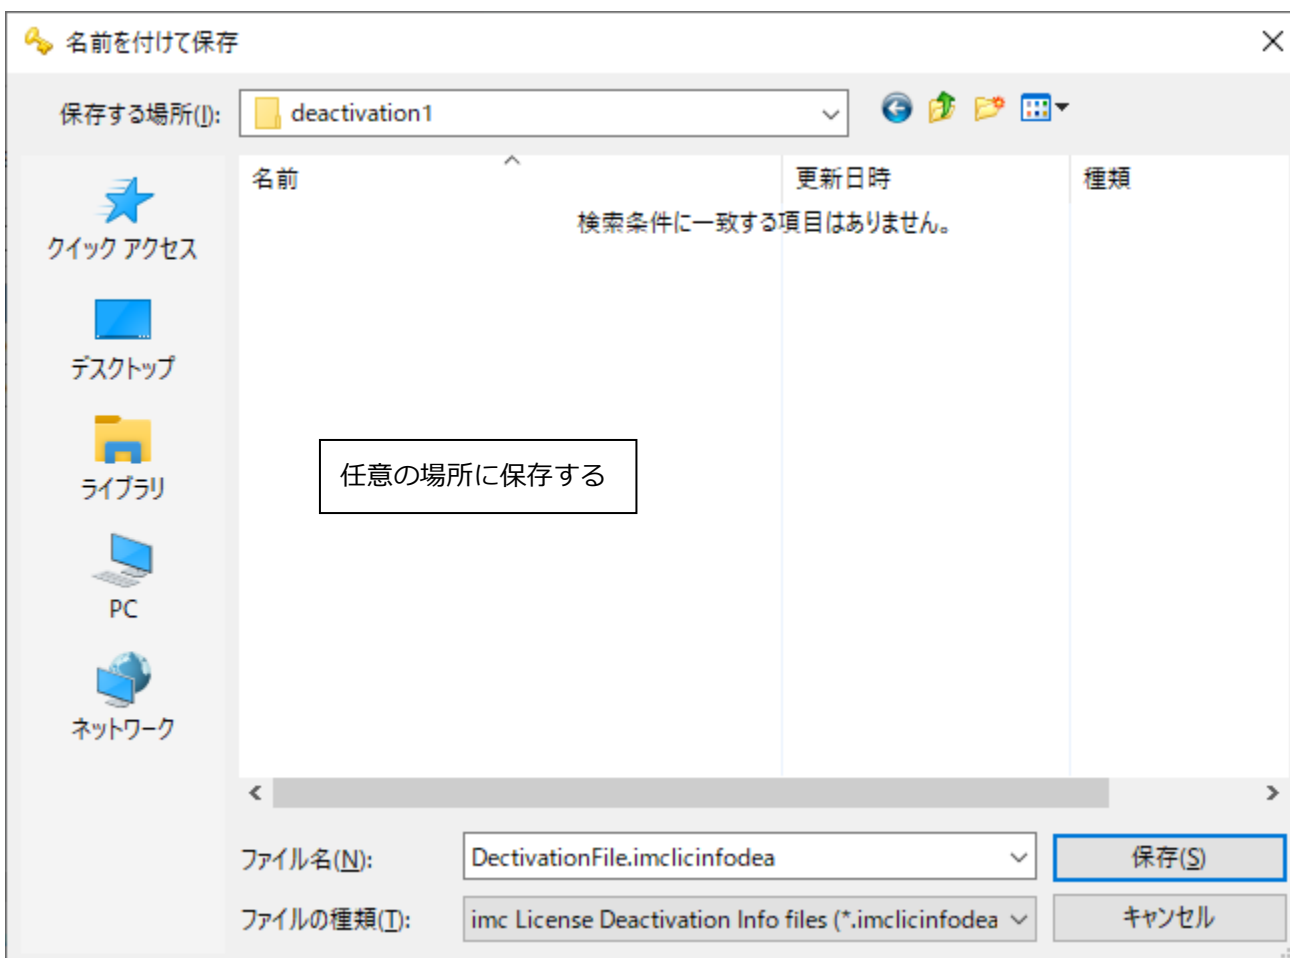 名前を付けて保存
保存する場所(I):
deactivation1
名前
更新日時
種類
検索条件に一致する項目はありません。
クイック アクセス
デスクトップ
ライブラリ
PC
ネットワーク
任意の場所に保存する
ファイル名(N):
DectivationFile.imclicinfodea
保存(S)
ファイルの種類(T):
imc License Deactivation Info files (*.imclicinfodea
キャンセル